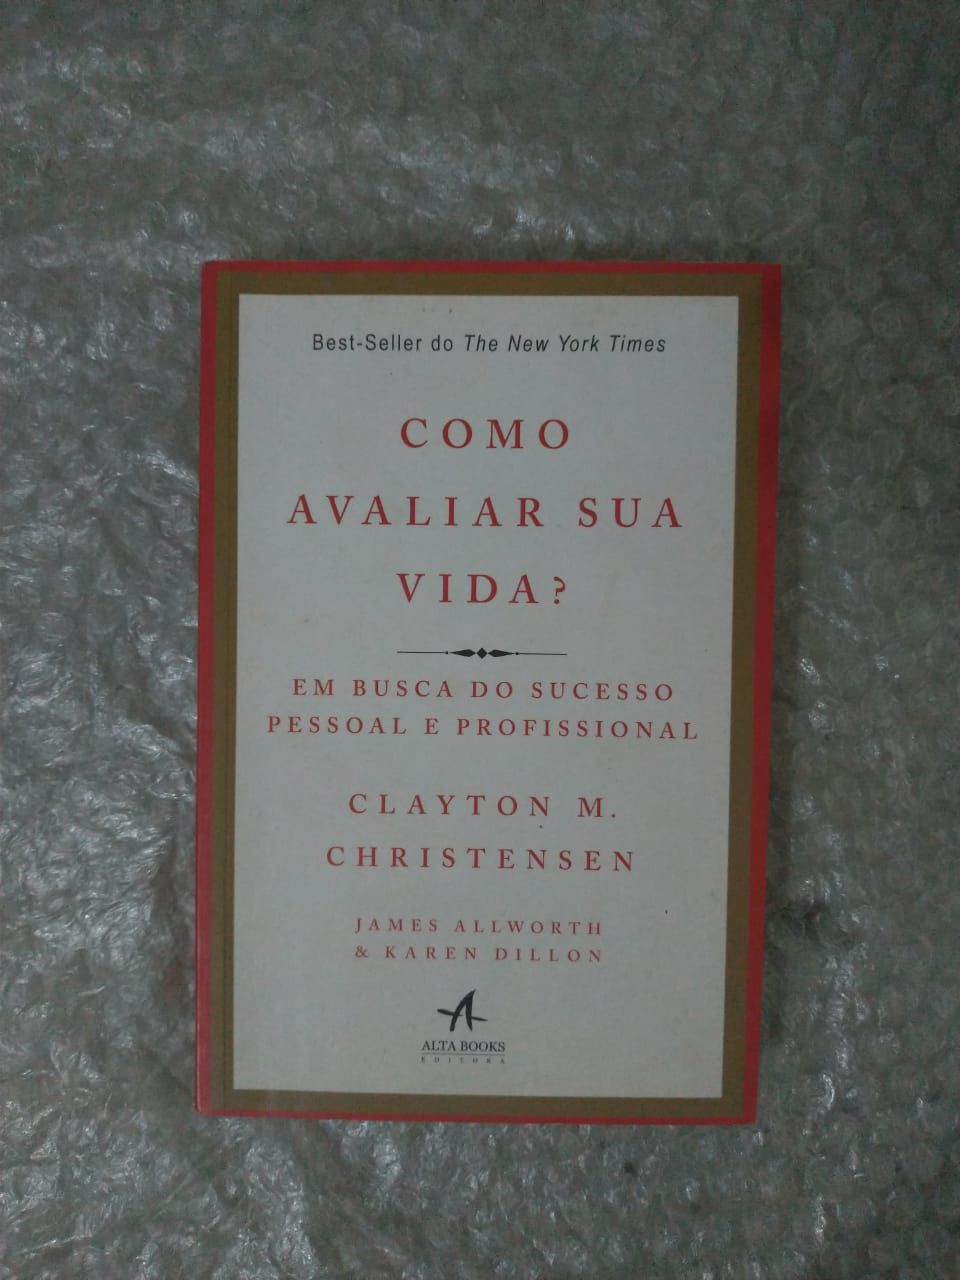 Best-Seller do The New York Times
COMO
AVALIAR SUA
VIDA?
EM BUSCA DO SUCESSO
PESSOAL E PROFISSIONAL
CLAYTON M.
CHRISTENSEN
JAMES ALLWORTH
& KAREN DILLON
ALTA BOOKS
EDITORA